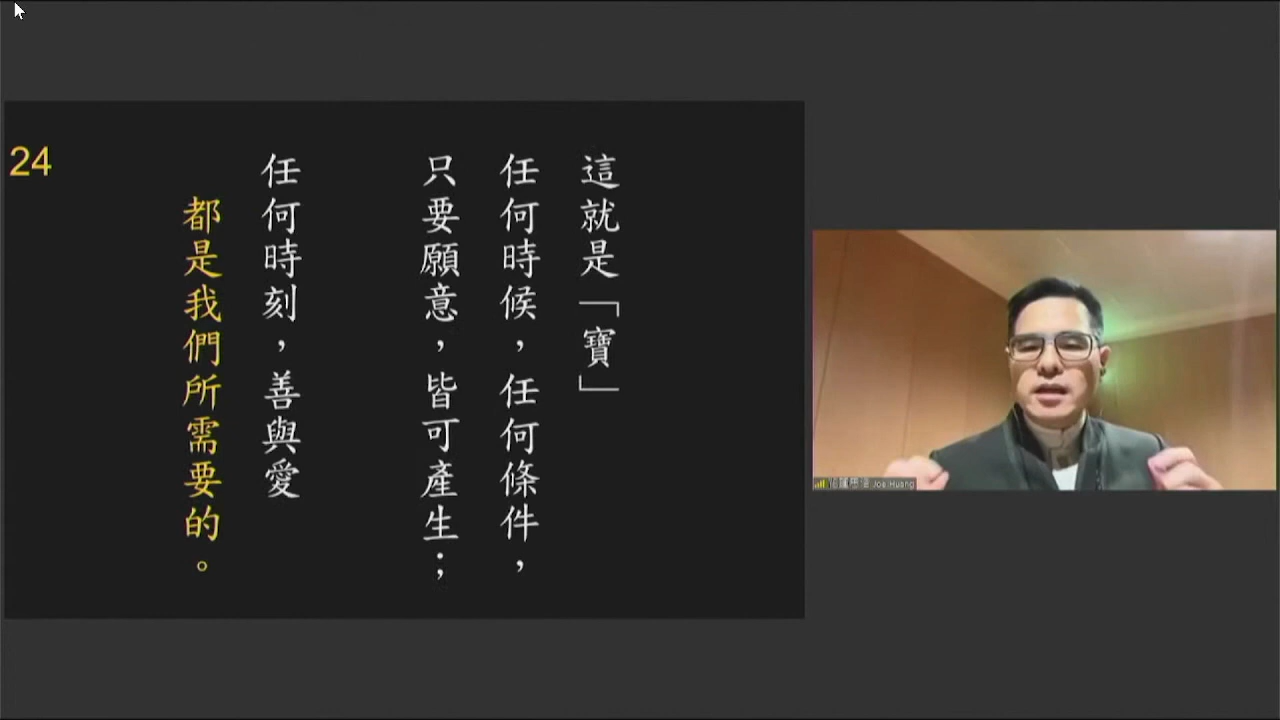 這就是「寶」
任何時候，任何條件，
只要願意，皆可產生；
任何時刻，善與愛
都是我們所需要的。
24
Joe Huang